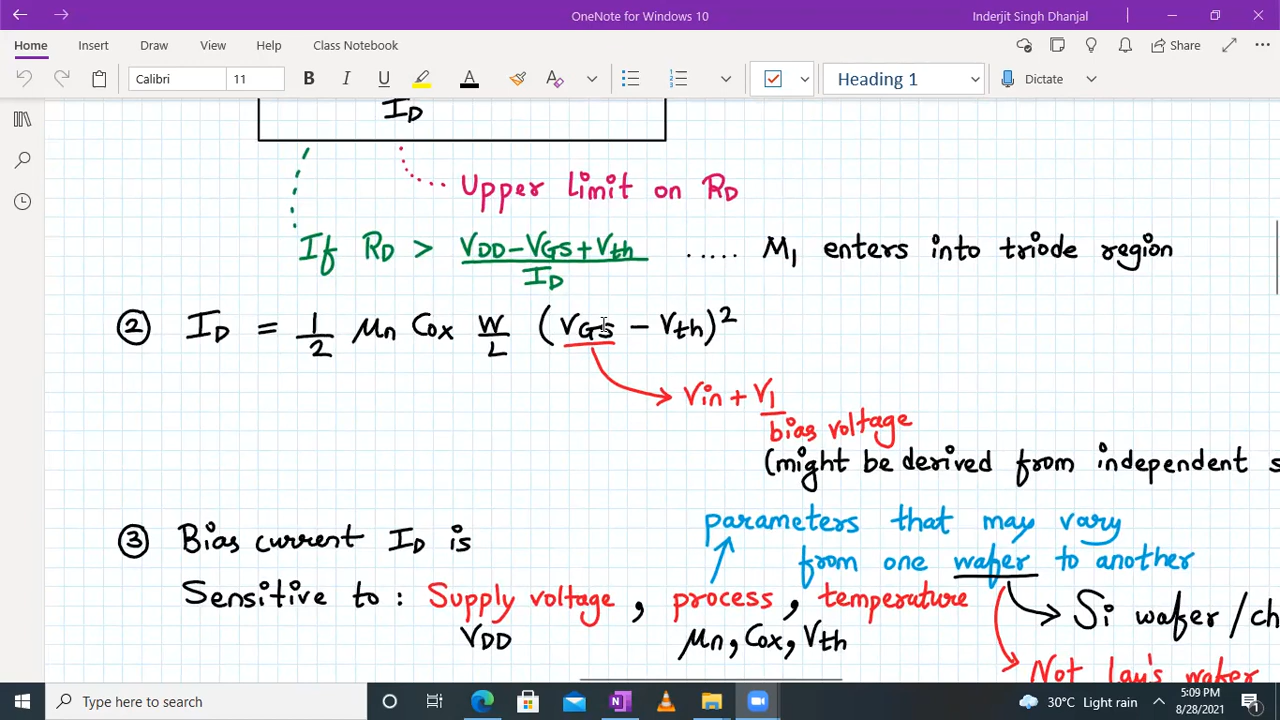 OneNote for Windows 10
Inderjit Singh Dhanjal
Home Insert Draw View Help Class Notebook
Share
Calibri 11 B I U A Heading 1 Dictate
ID
Upper Limit on RD
If RD > VDD-VGS+Vth ..... M1 enters into triode region
ID
② ID = 1/2 μn Cox W/L (VGS - Vth)²
Vin + V1
bias voltage
(might be derived from independent s
parameters that may vary
from one wafer to another
③ Bias current ID is
Sensitive to: Supply voltage, process, temperature
Si wafer/ch
VDD
μn, Cox, Vth
Not lay's wafer
Type here to search
30°C Light rain
5:09 PM
8/28/2021
1